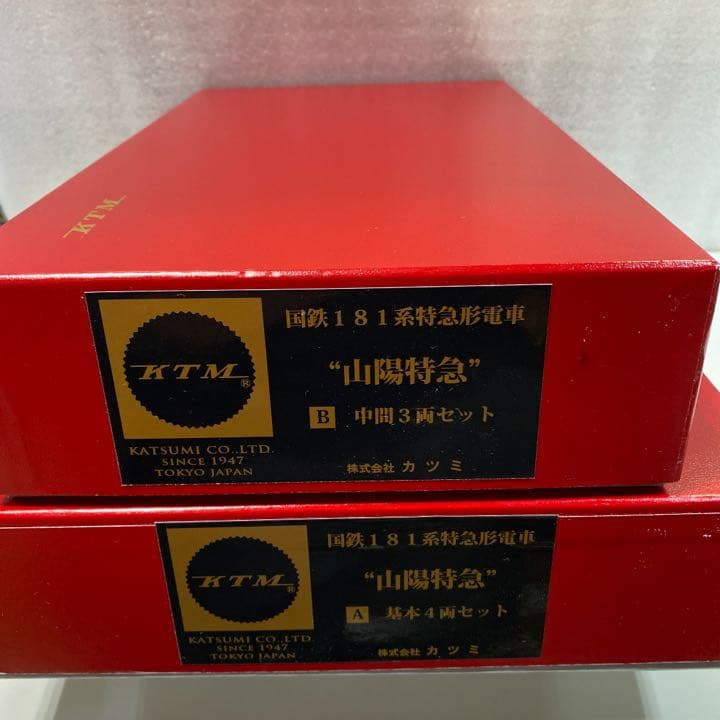 KTM
KTM®
KATSUMI CO.,LTD.
SINCE 1947
TOKYO JAPAN
国鉄181系特急形電車
“山陽特急”
B 中間3両セット
株式会社 カツミ
KTM®
KATSUMI CO.,LTD.
SINCE 1947
TOKYO JAPAN
国鉄181系特急形電車
“山陽特急”
A 基本4両セット
株式会社 カツミ